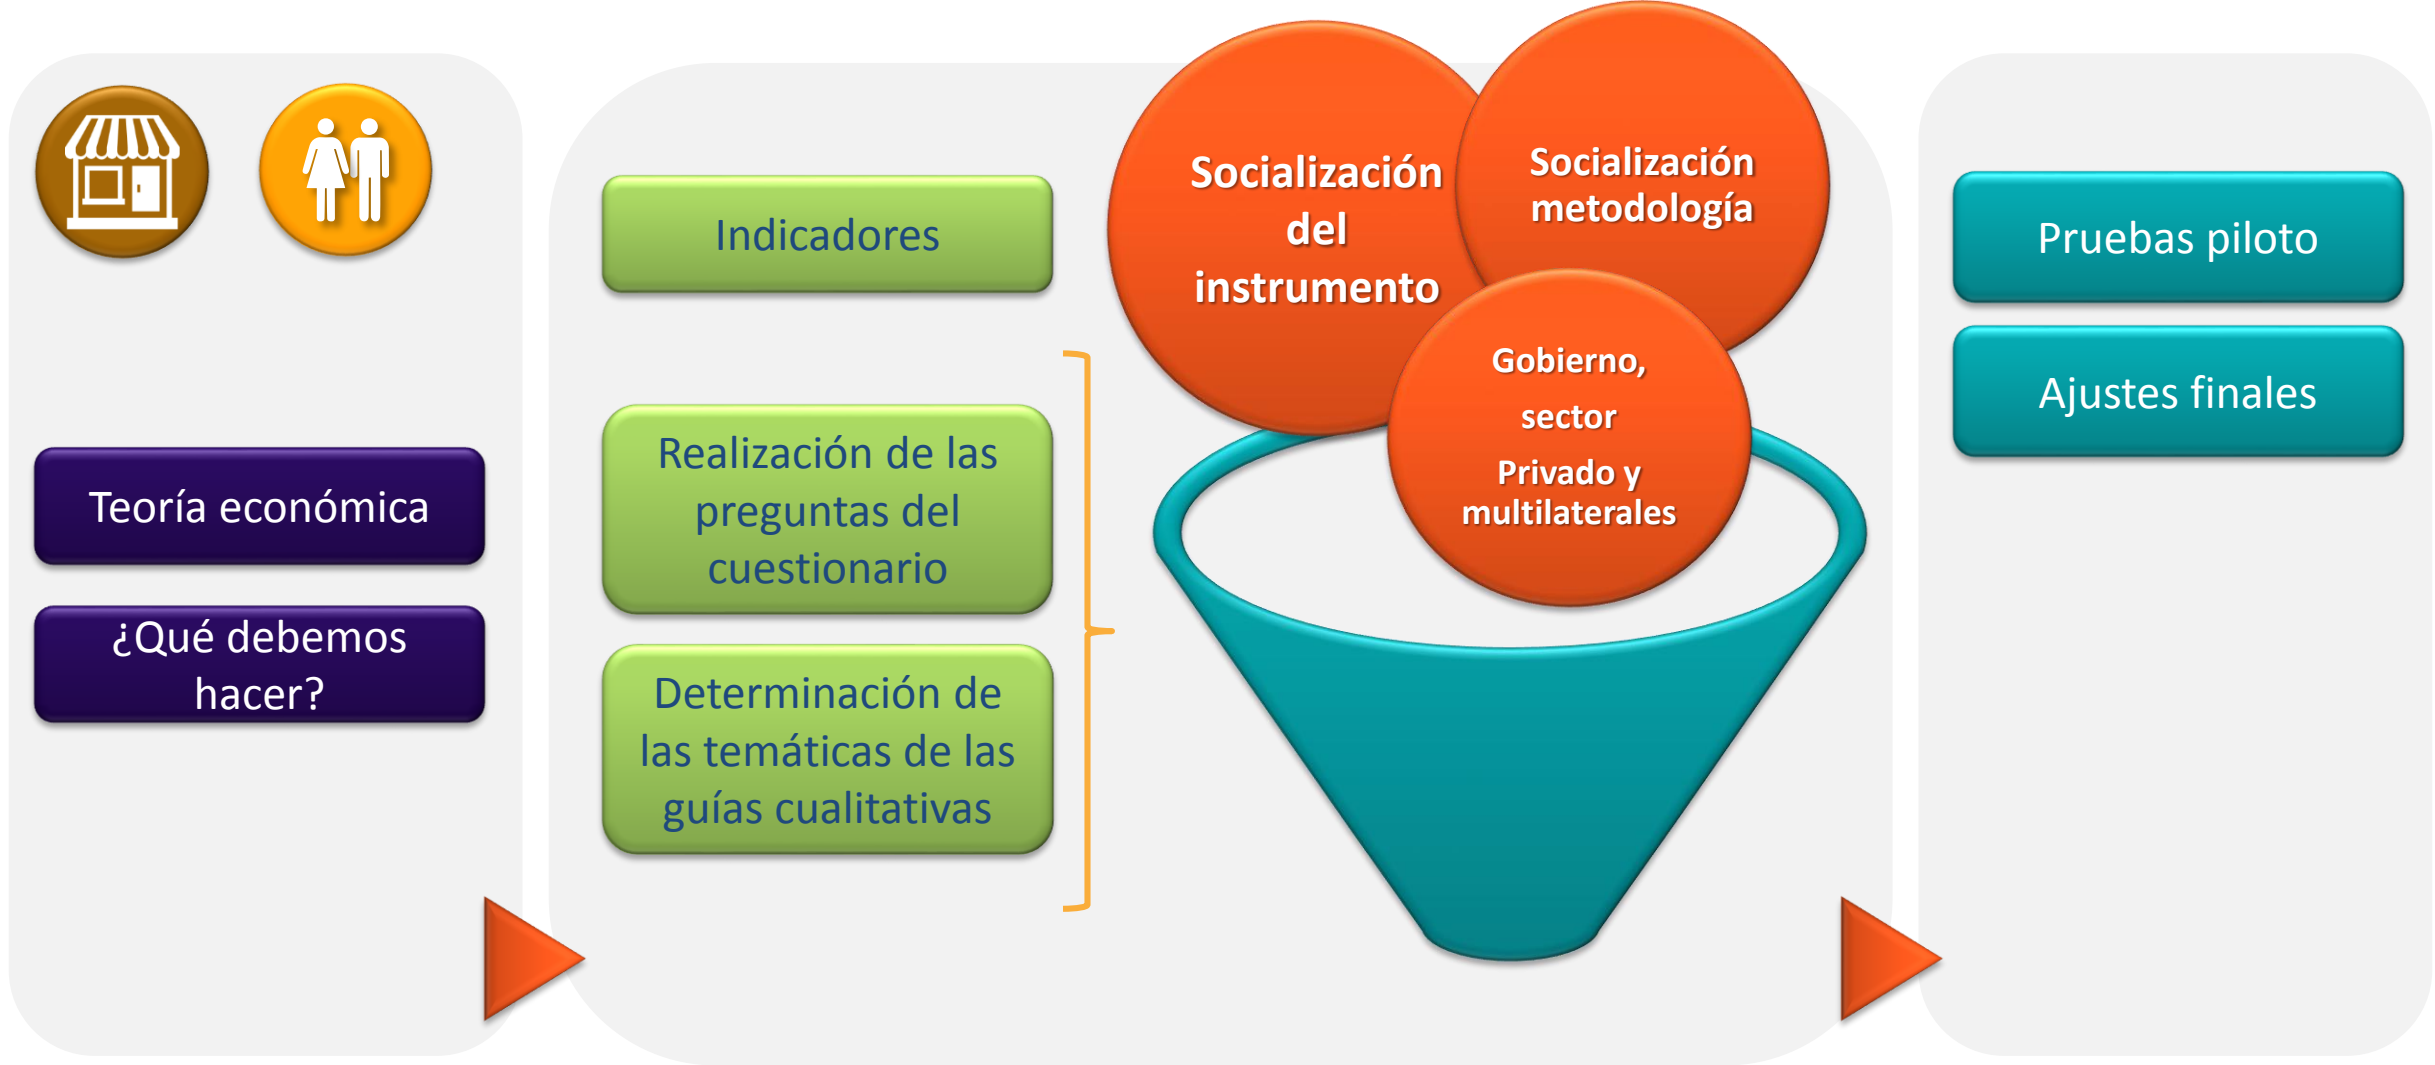 Teoría económica
¿Qué debemos
hacer?
Indicadores
Realización de las
preguntas del
cuestionario
Determinación de
las temáticas de las
guías cualitativas
Socialización
del
instrumento
Socialización
metodología
Gobierno,
sector
Privado y
multilaterales
Pruebas piloto
Ajustes finales